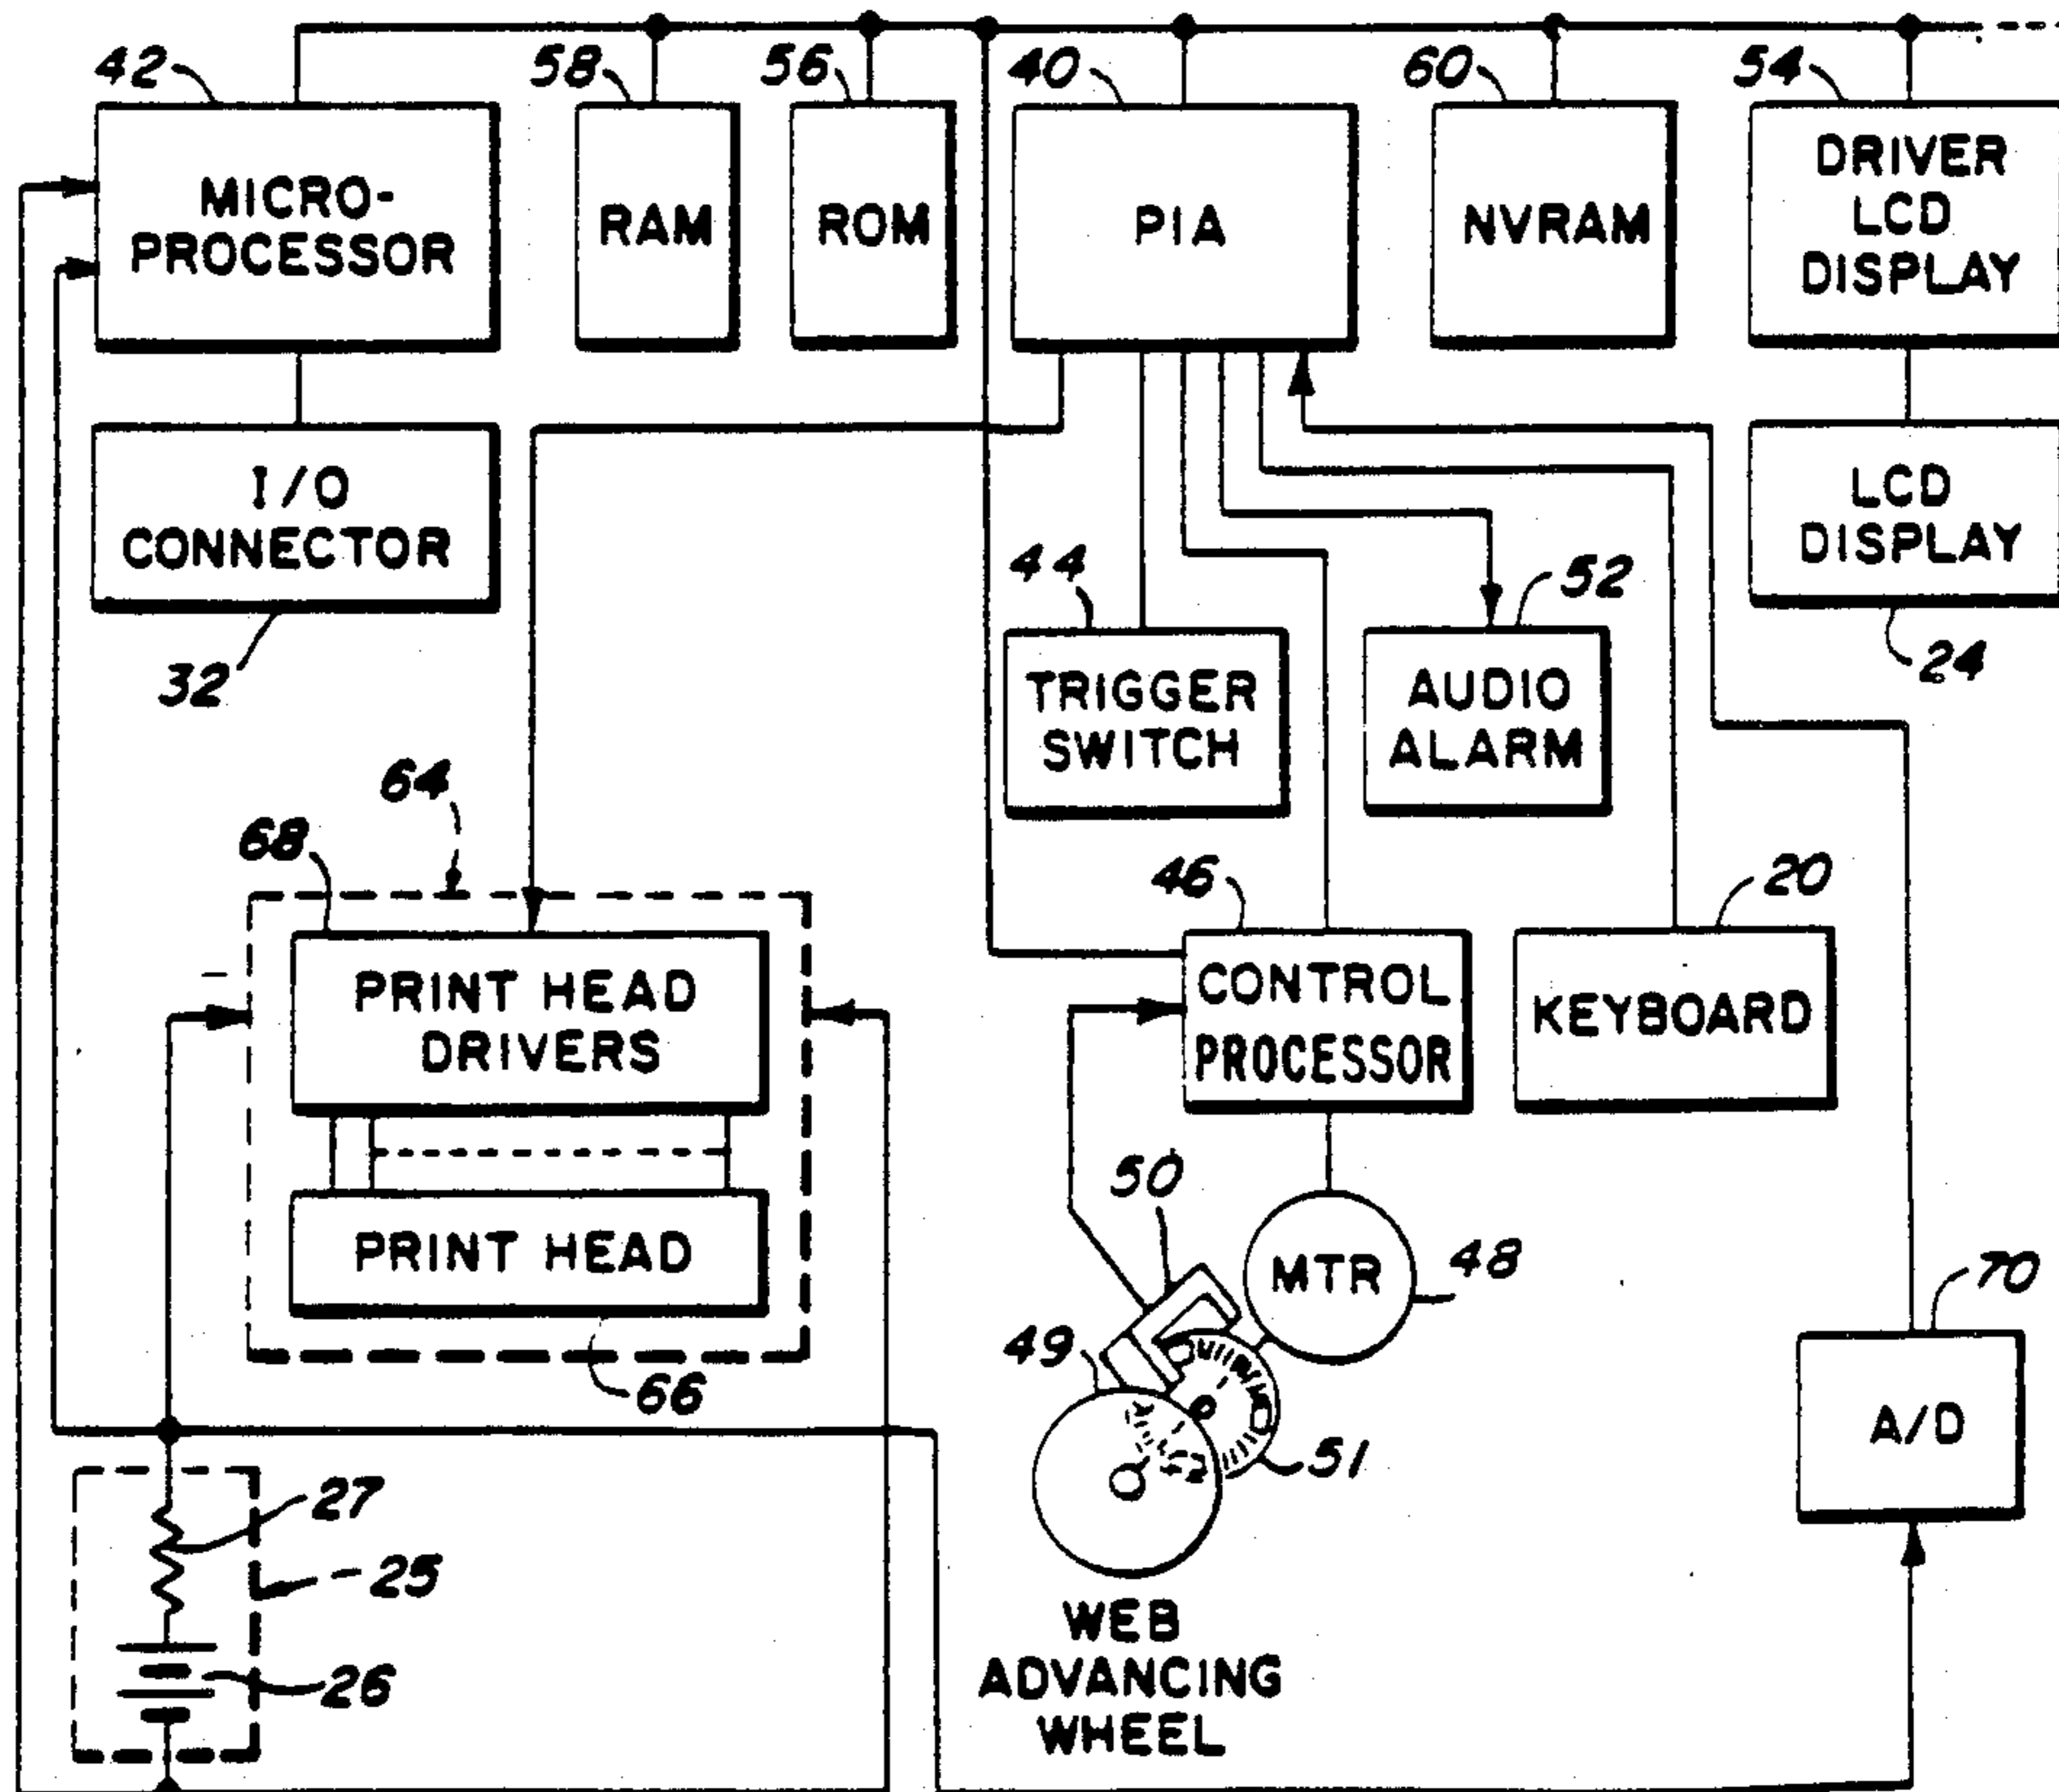 42
58
56
40
60
54
MICRO-
PROCESSOR
RAM
ROM
PIA
NVRAM
DRIVER
LCD
DISPLAY
I/O
CONNECTOR
32
LCD
DISPLAY
24
44
TRIGGER
SWITCH
52
AUDIO
ALARM
64
68
PRINT HEAD
DRIVERS
PRINT HEAD
66
46
CONTROL
PROCESSOR
20
KEYBOARD
50
MTR
48
49
51
70
A/D
27
25
26
WEB
ADVANCING
WHEEL